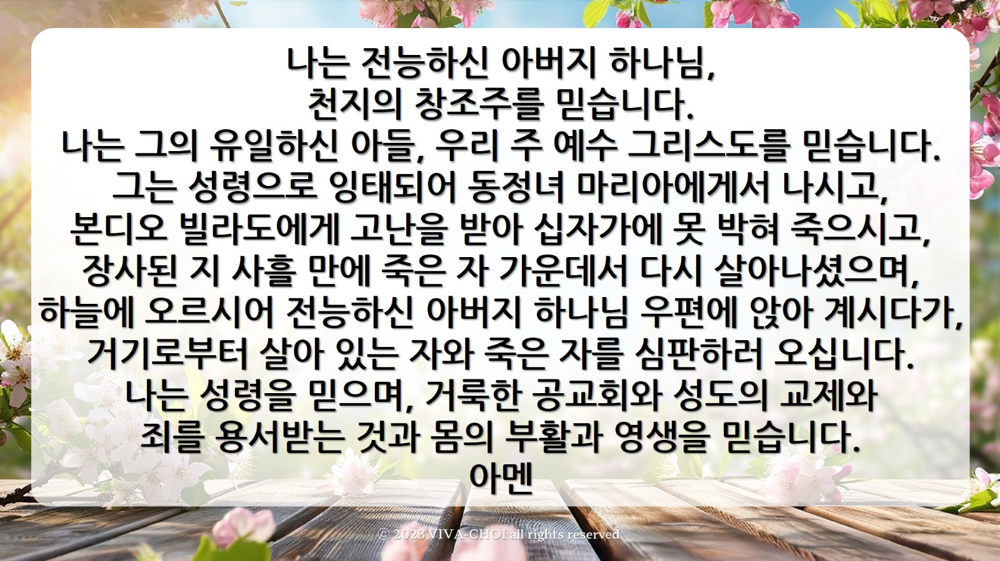 나는 전능하신 아버지 하나님,
천지의 창조주를 믿습니다.
나는 그의 유일하신 아들, 우리 주 예수 그리스도를 믿습니다.
그는 성령으로 잉태되어 동정녀 마리아에게서 나시고,
본디오 빌라도에게 고난을 받아 십자가에 못 박혀 죽으시고,
장사된 지 사흘 만에 죽은 자 가운데서 다시 살아나셨으며,
하늘에 오르시어 전능하신 아버지 하나님 우편에 앉아 계시다가,
거기로부터 살아 있는 자와 죽은 자를 심판하러 오십니다.
나는 성령을 믿으며, 거룩한 공교회와 성도의 교제와
죄를 용서받는 것과 몸의 부활과 영생을 믿습니다.
아멘
© 2023 VIVA-CHOI all rights reserved